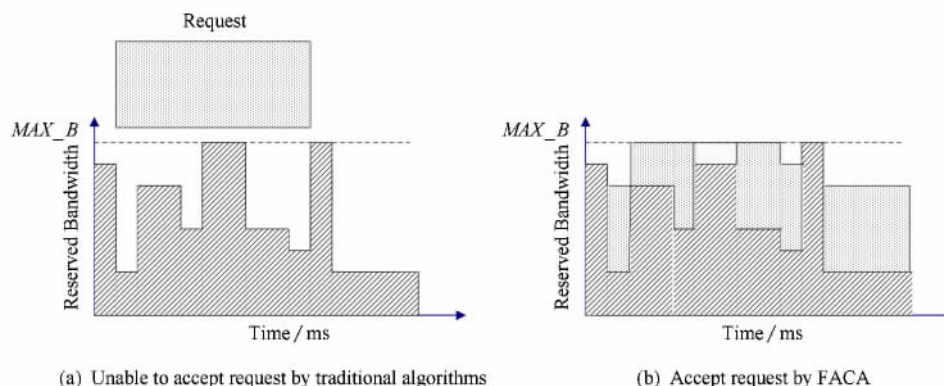 Request
MAX_B
Reserved Bandwidth
Time / ms
(a) Unable to accept request by traditional algorithms
MAX_B
Reserved Bandwidth
Time / ms
(b) Accept request by FACA